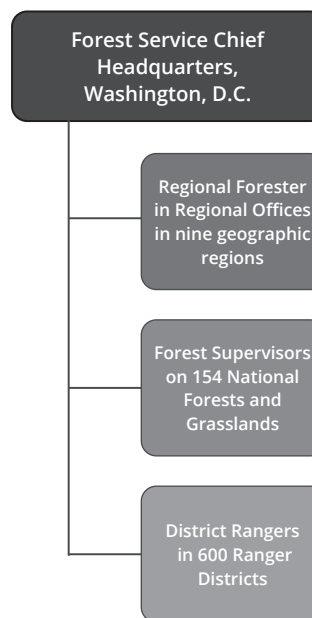 Forest Service Chief
Headquarters,
Washington, D.C.
Regional Forester
in Regional Offices
in nine geographic
regions
Forest Supervisors
on 154 National
Forests and
Grasslands
District Rangers
in 600 Ranger
Districts